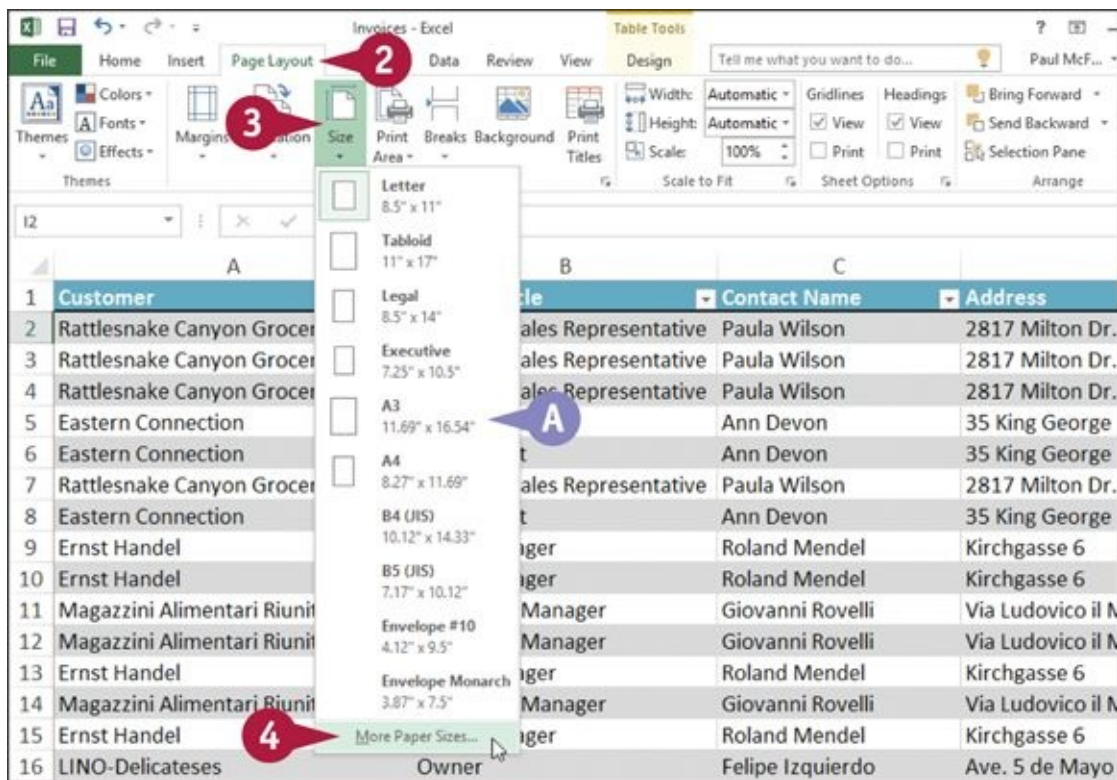 Invoices - Excel Table Tools ?
File Home Insert Page Layout 2 Data Review View Design Tell me what you want to do... Paul McF...
Themes Colors Fonts Effects Margins Size Print Area Breaks Background Print Titles Width: Automatic Height: Automatic Scale: 100% Gridlines View Print Headings View Print Bring Forward Send Backward Selection Pane
3
Themes Scale to Fit Sheet Options Arrange
I2
Letter
8.5" x 11"
Tabloid
11" x 17"
Legal
8.5" x 14"
Executive
7.25" x 10.5"
A3
11.69" x 16.54"
A
A4
8.27" x 11.69"
B4 (JIS)
10.12" x 14.33"
B5 (JIS)
7.17" x 10.12"
Envelope #10
4.12" x 9.5"
Envelope Monarch
3.87" x 7.5"
4 More Paper Sizes...
A B C
1 Customer Contact Name Address
2 Rattlesnake Canyon Representative Paula Wilson 2817 Milton Dr.
3 Rattlesnake Canyon Representative Paula Wilson 2817 Milton Dr.
4 Rattlesnake Canyon Representative Paula Wilson 2817 Milton Dr.
5 Eastern Connection Ann Devon 35 King George
6 Eastern Connection Ann Devon 35 King George
7 Rattlesnake Canyon Representative Paula Wilson 2817 Milton Dr.
8 Eastern Connection Ann Devon 35 King George
9 Ernst Handel Roland Mendel Kirchgasse 6
10 Ernst Handel Roland Mendel Kirchgasse 6
11 Magazzini Alimentari Manager Giovanni Rovelli Via Ludovico il
12 Magazzini Alimentari Manager Giovanni Rovelli Via Ludovico il
13 Ernst Handel Roland Mendel Kirchgasse 6
14 Magazzini Alimentari Manager Giovanni Rovelli Via Ludovico il
15 Ernst Handel Roland Mendel Kirchgasse 6
16 LINO-Delicateses Owner Felipe Izquierdo Ave. 5 de Mayo